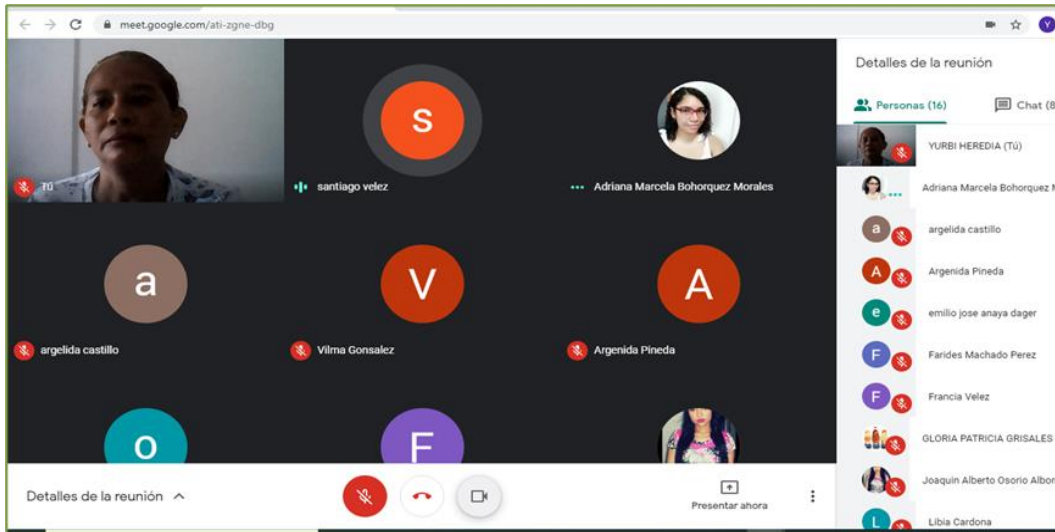 meet.google.com/ati-zgne-dbg
Y
Tú
S
santiago velez
Adriana Marcela Bohorquez Morales
a
argelida castillo
V
Vilma Gonsalez
A
Argenida Pineda
o
F
Detalles de la reunión
Presentar ahora
Detalles de la reunión
Personas (16)
Chat (8
YURBI HEREDIA (Tú)
Adriana Marcela Bohorquez M
a
argelida castillo
A
Argenida Pineda
e
emilio jose anaya dager
F
Farides Machado Perez
F
Francia Velez
GLORIA PATRICIA GRISALES
Joaquin Alberto Osorio Albor
L
Libia Cardona